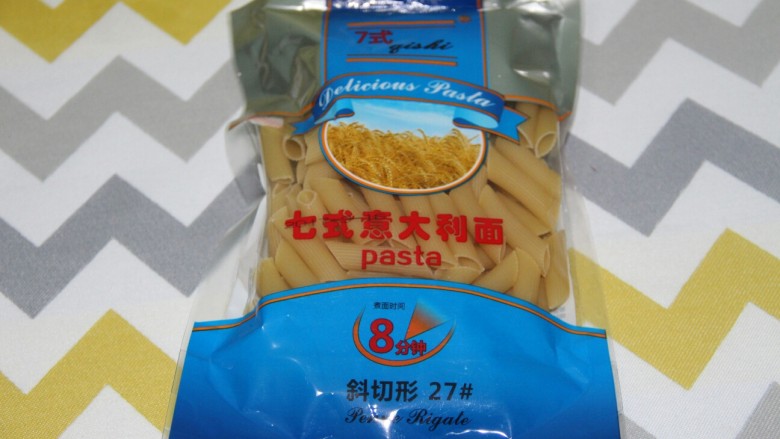 7式
qishi
Delicious Pasta
七式意大利面
pasta
煮面时间
8分钟
斜切形 27#
Penne Rigate